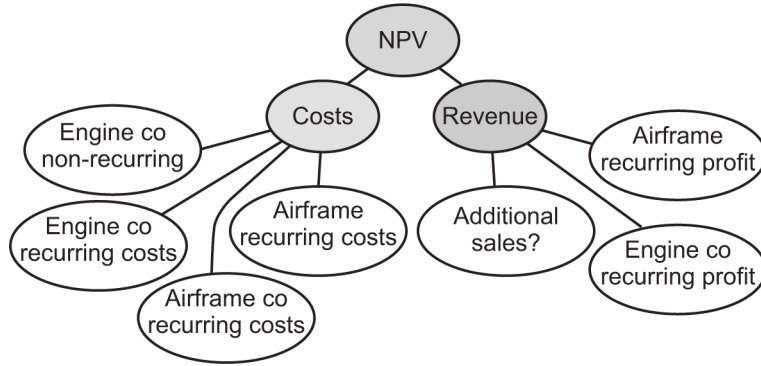 NPV
Costs
Revenue
Engine co
non-recurring
Airframe
recurring profit
Engine co
recurring costs
Airframe
recurring costs
Additional
sales?
Engine co
recurring profit
Airframe co
recurring costs